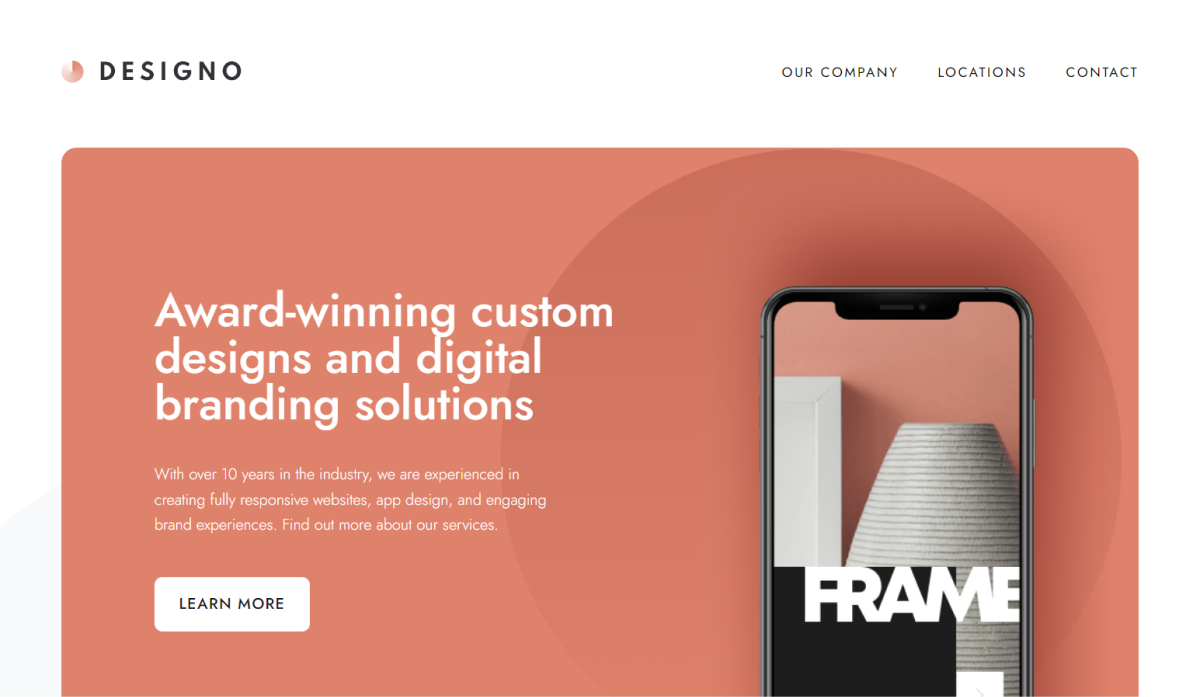 DESIGNO
OUR COMPANY
LOCATIONS
CONTACT
Award-winning custom
designs and digital
branding solutions
With over 10 years in the industry, we are experienced in
creating fully responsive websites, app design, and engaging
brand experiences. Find out more about our services.
LEARN MORE
FRAME